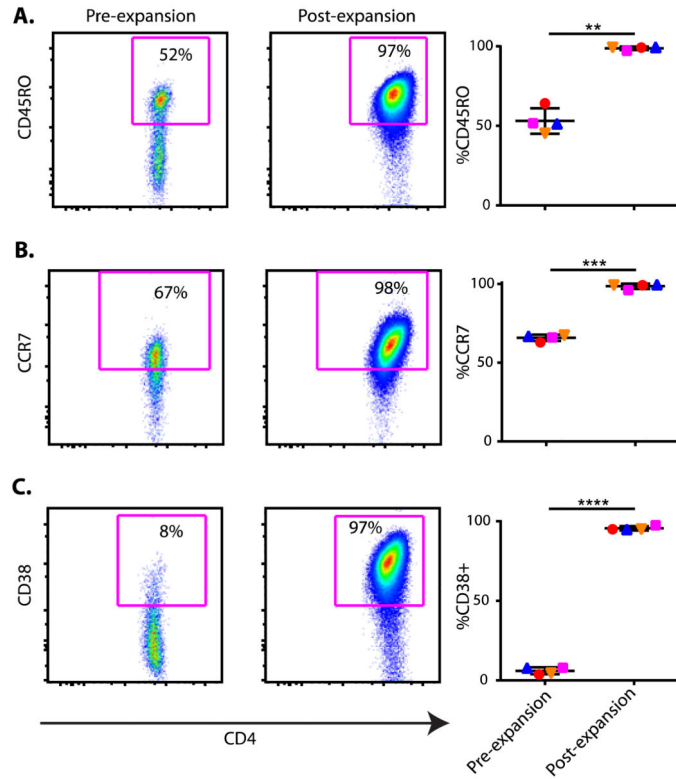 A.
Pre-expansion
Post-expansion
CD45RO
52%
97%
**
%CD45RO
100
50
0
B.
CCR7
67%
98%
***
%CCR7
100
50
0
C.
CD38
8%
97%
****
%CD38+
100
50
0
CD4
Pre-expansion
Post-expansion